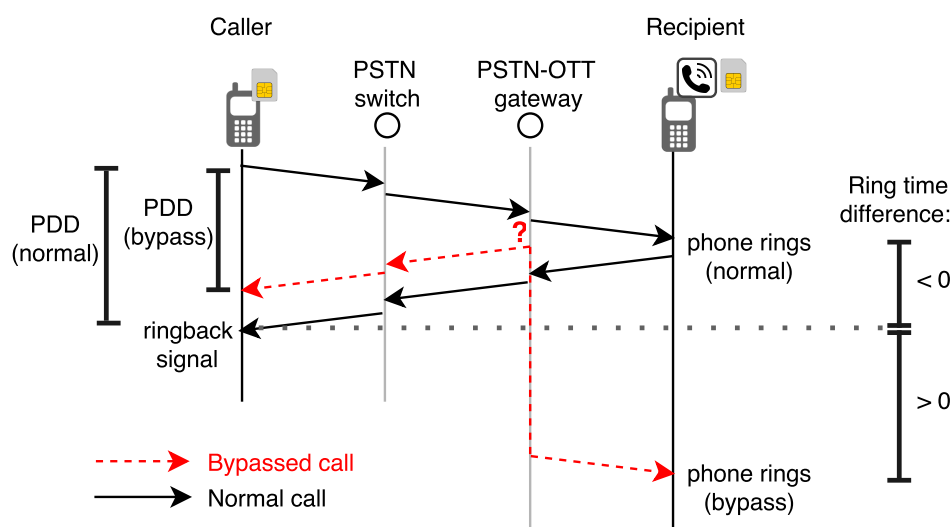 Caller
Recipient
PSTN
switch
PSTN-OTT
gateway
PDD
(normal)
PDD
(bypass)
?
Ring time
difference:
phone rings
(normal)
< 0
ringback
signal
> 0
Bypassed call
Normal call
phone rings
(bypass)